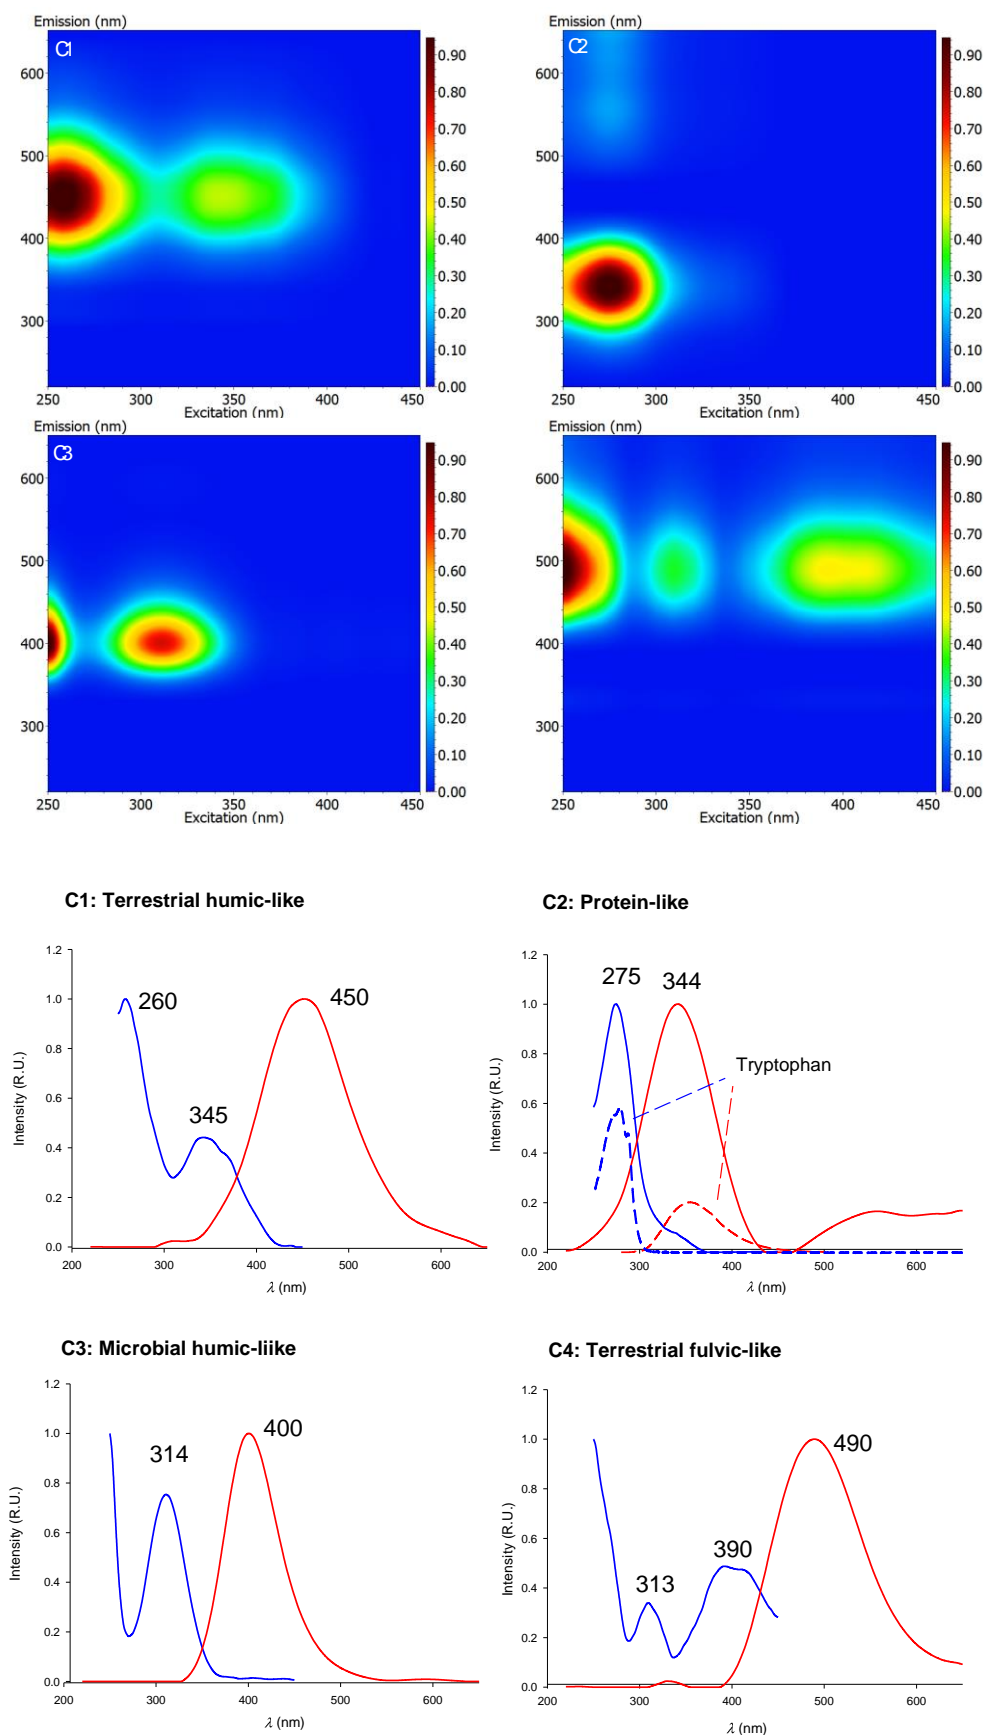 Emission (nm)
C1
600
500
400
300
250 300 350 400 450
Excitation (nm)
0.90
0.80
0.70
0.60
0.50
0.40
0.30
0.20
0.10
0.00
Emission (nm)
C2
600
500
400
300
250 300 350 400 450
Excitation (nm)
0.90
0.80
0.70
0.60
0.50
0.40
0.30
0.20
0.10
0.00
Emission (nm)
C3
600
500
400
300
250 300 350 400 450
Excitation (nm)
0.90
0.80
0.70
0.60
0.50
0.40
0.30
0.20
0.10
0.00
Emission (nm)
600
500
400
300
250 300 350 400 450
Excitation (nm)
0.90
0.80
0.70
0.60
0.50
0.40
0.30
0.20
0.10
0.00
C1: Terrestrial humic-like
1.2
1.0
0.8
0.6
0.4
0.2
0.0
Intensity (R.U.)
260
345
450
200 300 400 500 600
λ (nm)
C2: Protein-like
1.2
1.0
0.8
0.6
0.4
0.2
0.0
Intensity (R.U.)
275 344
Tryptophan
200 300 400 500 600
λ (nm)
C3: Microbial humic-liike
1.2
1.0
0.8
0.6
0.4
0.2
0.0
Intensity (R.U.)
314
400
200 300 400 500 600
λ (nm)
C4: Terrestrial fulvic-like
1.2
1.0
0.8
0.6
0.4
0.2
0.0
Intensity (R.U.)
313
390
490
200 300 400 500 600
λ (nm)